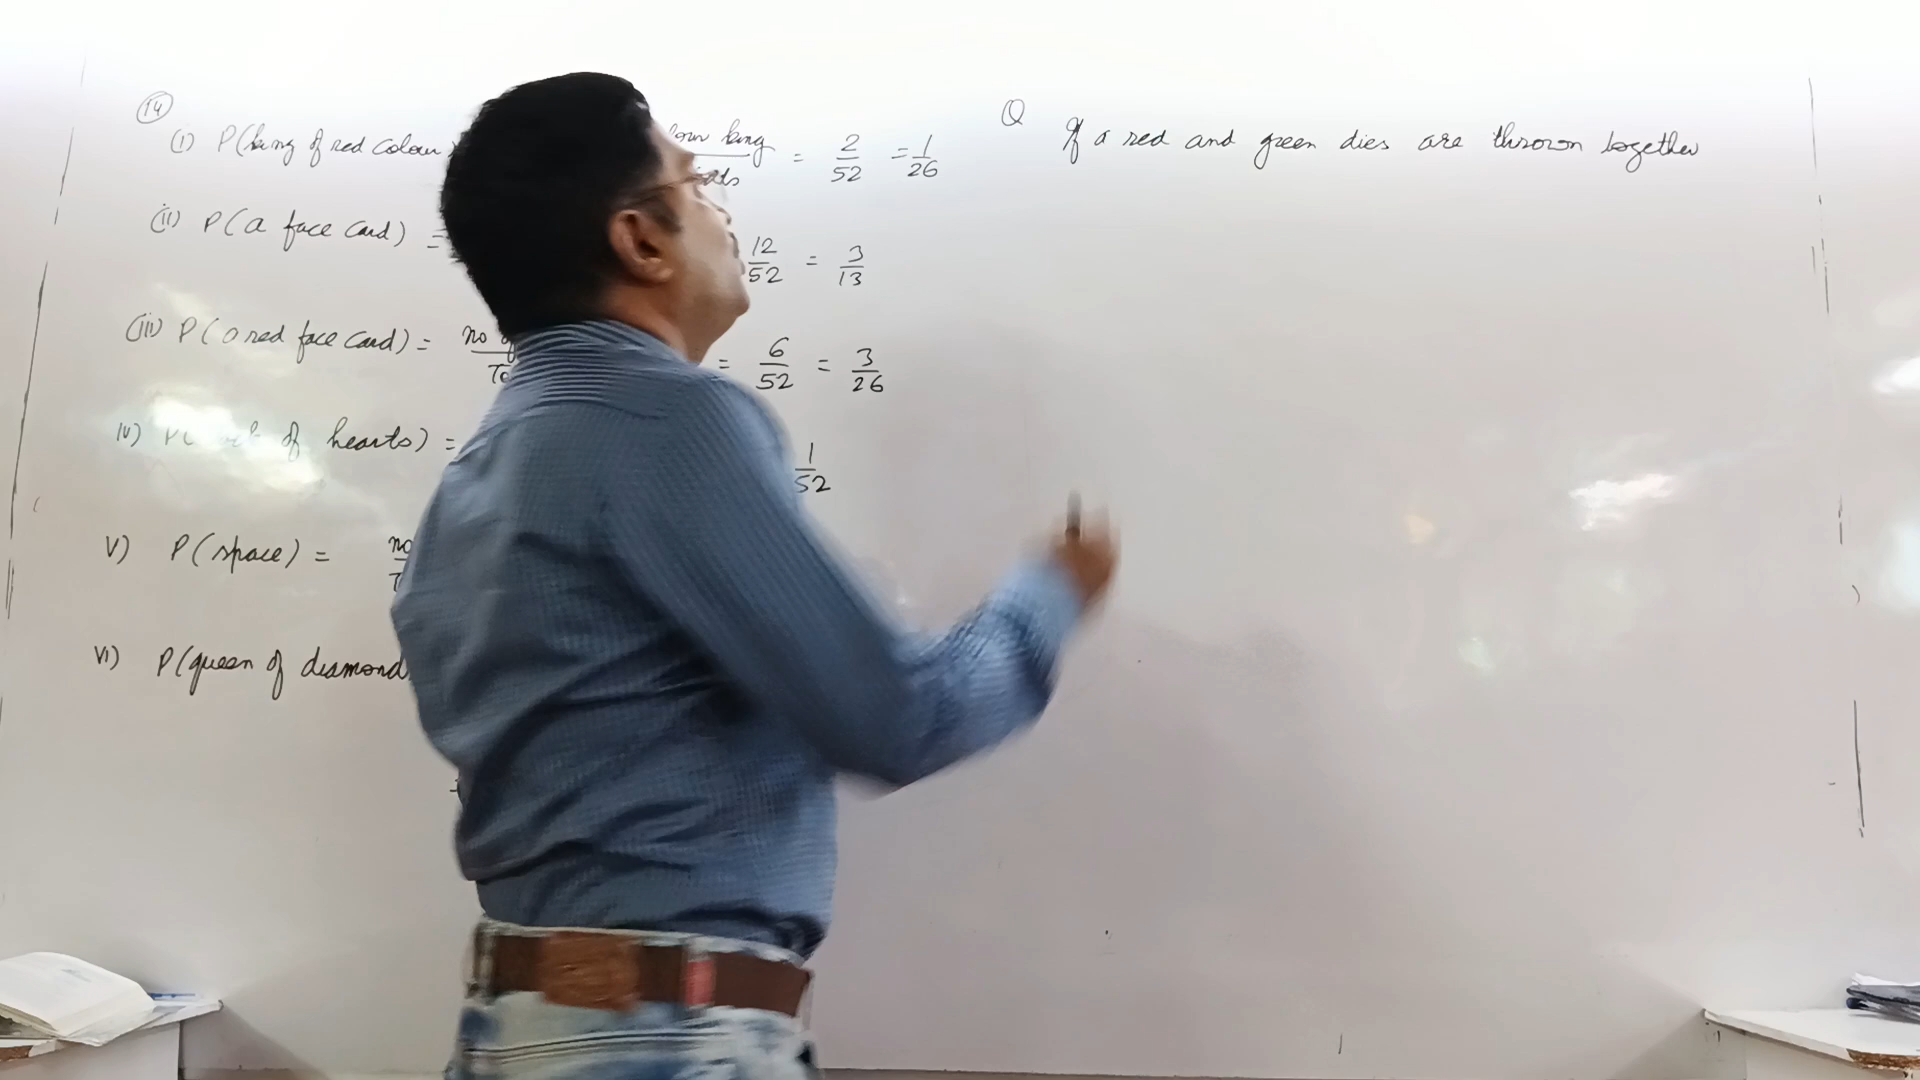 14
(i) P(king of red colour king = 2/52 = 1/26
(ii) P(a face card) = 12/52 = 3/13
(iii) P(a red face card) = no = 6/52 = 3/26
iv) P( of hearts) = 1/52
v) P(space) = no
vi) P(queen of diamond
Q If a red and green dies are thrown together